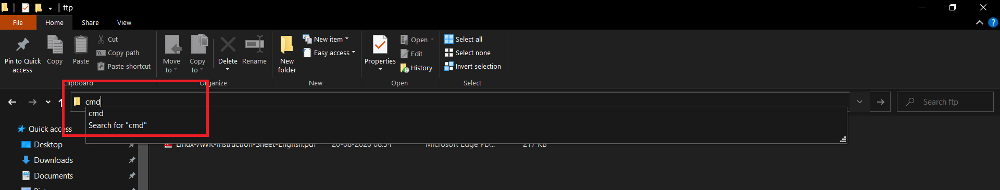 ftp
File Home Share View
Pin to Quick access
Copy
Paste
Cut
Copy path
Paste shortcut
Clipboard
Move to
Copy to
Delete
Rename
Organize
New folder
New item
Easy access
New
Properties
Open
Edit
History
Open
Select all
Select none
Invert selection
Select
cmd
Search ftp
cmd
Search for "cmd"
Quick access
Desktop
Downloads
Documents
Linux-AWK-Instruction-Sheet-English.pdf 20-08-2020 08:54 Microsoft Edge PD... 217 KB